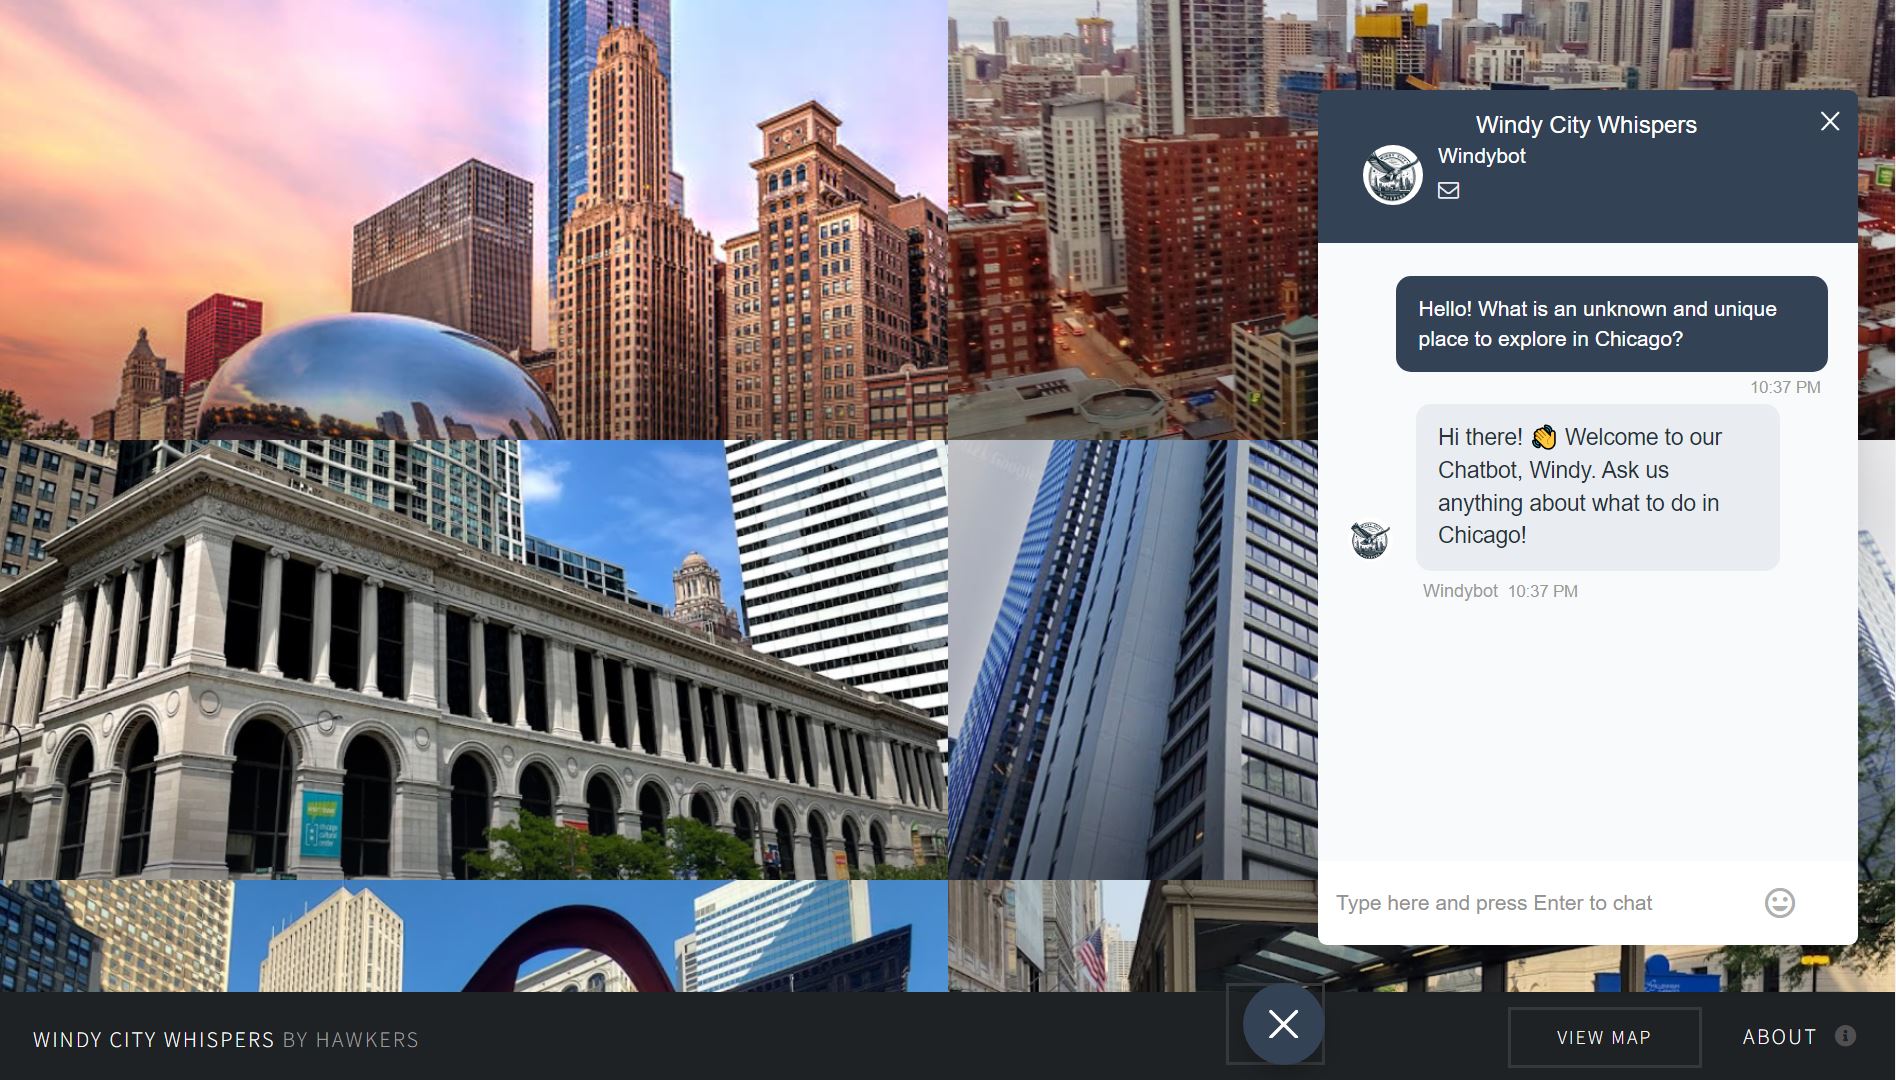 Windy City Whispers
Windybot
Hello! What is an unknown and unique
place to explore in Chicago?
10:37 PM
Hi there! 👋 Welcome to our
Chatbot, Windy. Ask us
anything about what to do in
Chicago!
Windybot 10:37 PM
Type here and press Enter to chat
WINDY CITY WHISPERS BY HAWKERS
VIEW MAP
ABOUT